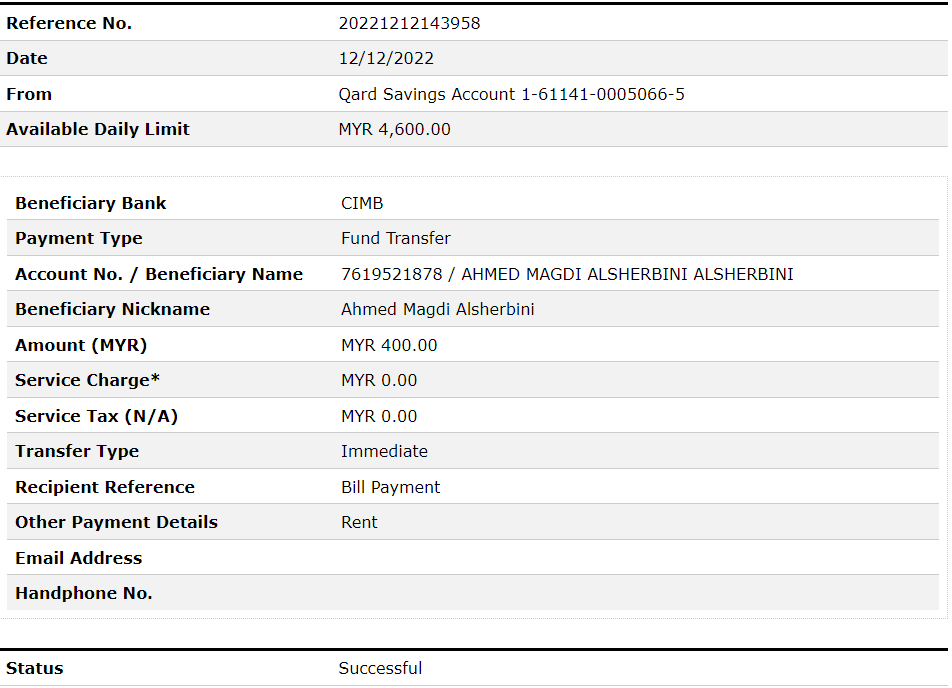 Reference No. 20221212143958
Date 12/12/2022
From Qard Savings Account 1-61141-0005066-5
Available Daily Limit MYR 4,600.00
Beneficiary Bank CIMB
Payment Type Fund Transfer
Account No. / Beneficiary Name 7619521878 / AHMED MAGDI ALSHERBINI ALSHERBINI
Beneficiary Nickname Ahmed Magdi Alsherbini
Amount (MYR) MYR 400.00
Service Charge* MYR 0.00
Service Tax (N/A) MYR 0.00
Transfer Type Immediate
Recipient Reference Bill Payment
Other Payment Details Rent
Email Address
Handphone No.
Status Successful